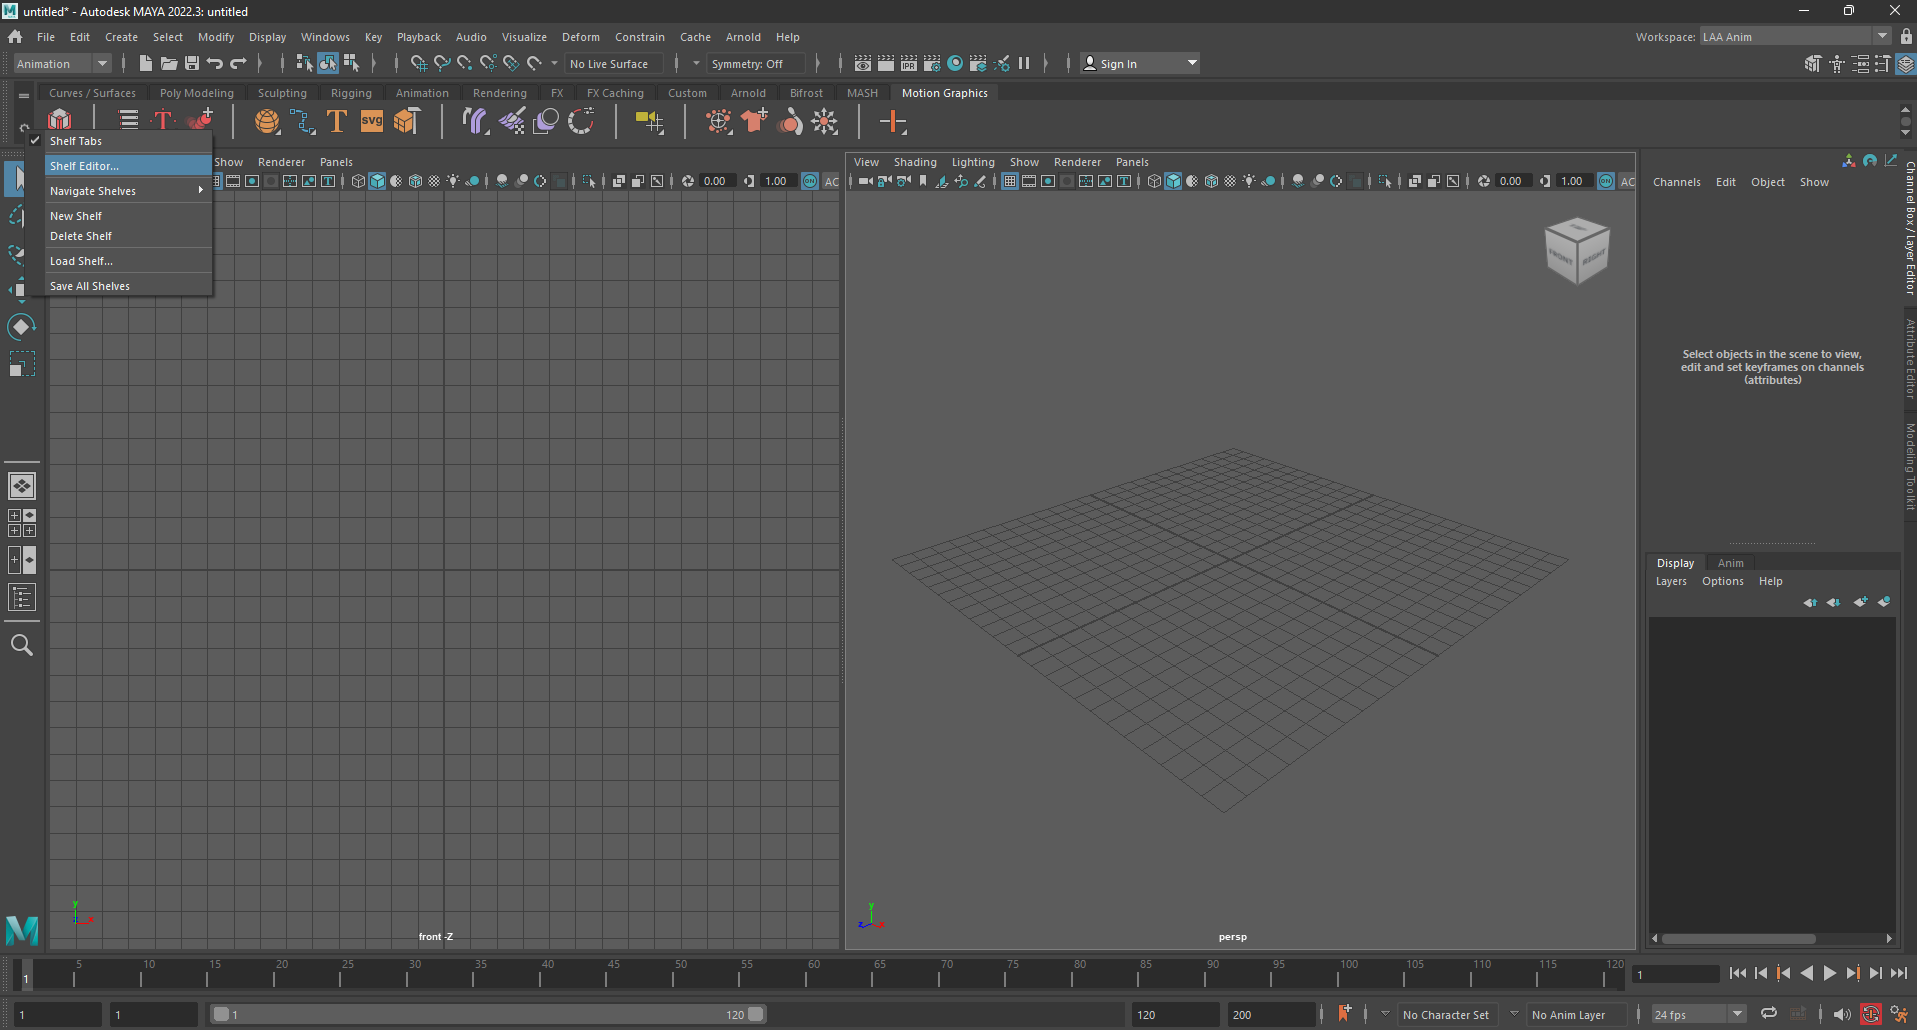 untitled* - Autodesk MAYA 2022.3: untitled
File Edit Create Select Modify Display Windows Key Playback Audio Visualize Deform Constrain Cache Arnold Help Workspace: LAA Anim
Animation No Live Surface Symmetry: Off Sign In
Curves / Surfaces Poly Modeling Sculpting Rigging Animation Rendering FX FX Caching Custom Arnold Bifrost MASH Motion Graphics
Shelf Tabs
Shelf Editor...
Navigate Shelves
New Shelf
Delete Shelf
Load Shelf...
Save All Shelves
Show Renderer Panels
0.00 1.00 ON AC
View Shading Lighting Show Renderer Panels
0.00 1.00 ON AC
FRONT RIGHT
Channels Edit Object Show
Channel Box / Layer Editor
Attribute Editor
Modeling Toolkit
Select objects in the scene to view,
edit and set keyframes on channels
(attributes)
Display Anim
Layers Options Help
y x
front -Z
y z x
persp
1 5 10 15 20 25 30 35 40 45 50 55 60 65 70 75 80 85 90 95 100 105 110 115 120 1
1 1 1 120 120 200 No Character Set No Anim Layer 24 fps
T svg IPR